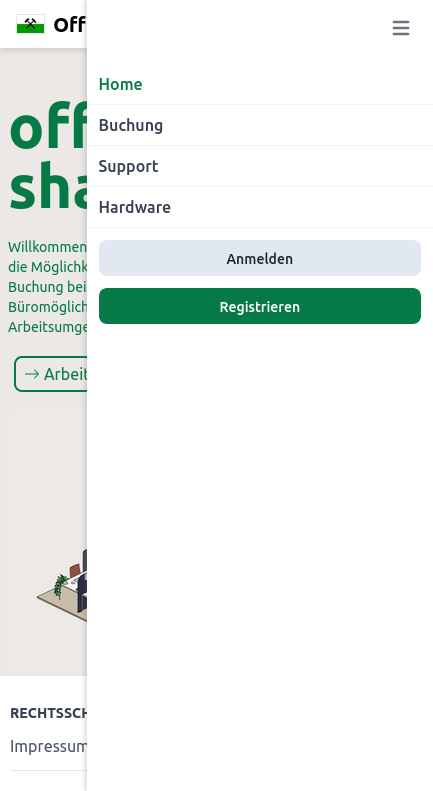 Off
Home
Buchung
Support
Hardware
Anmelden
Registrieren
off
sha
Willkommen
die Möglichk
Buchung bei
Büromöglich
Arbeitsumge
→ Arbeit
RECHTSSCH
Impressum